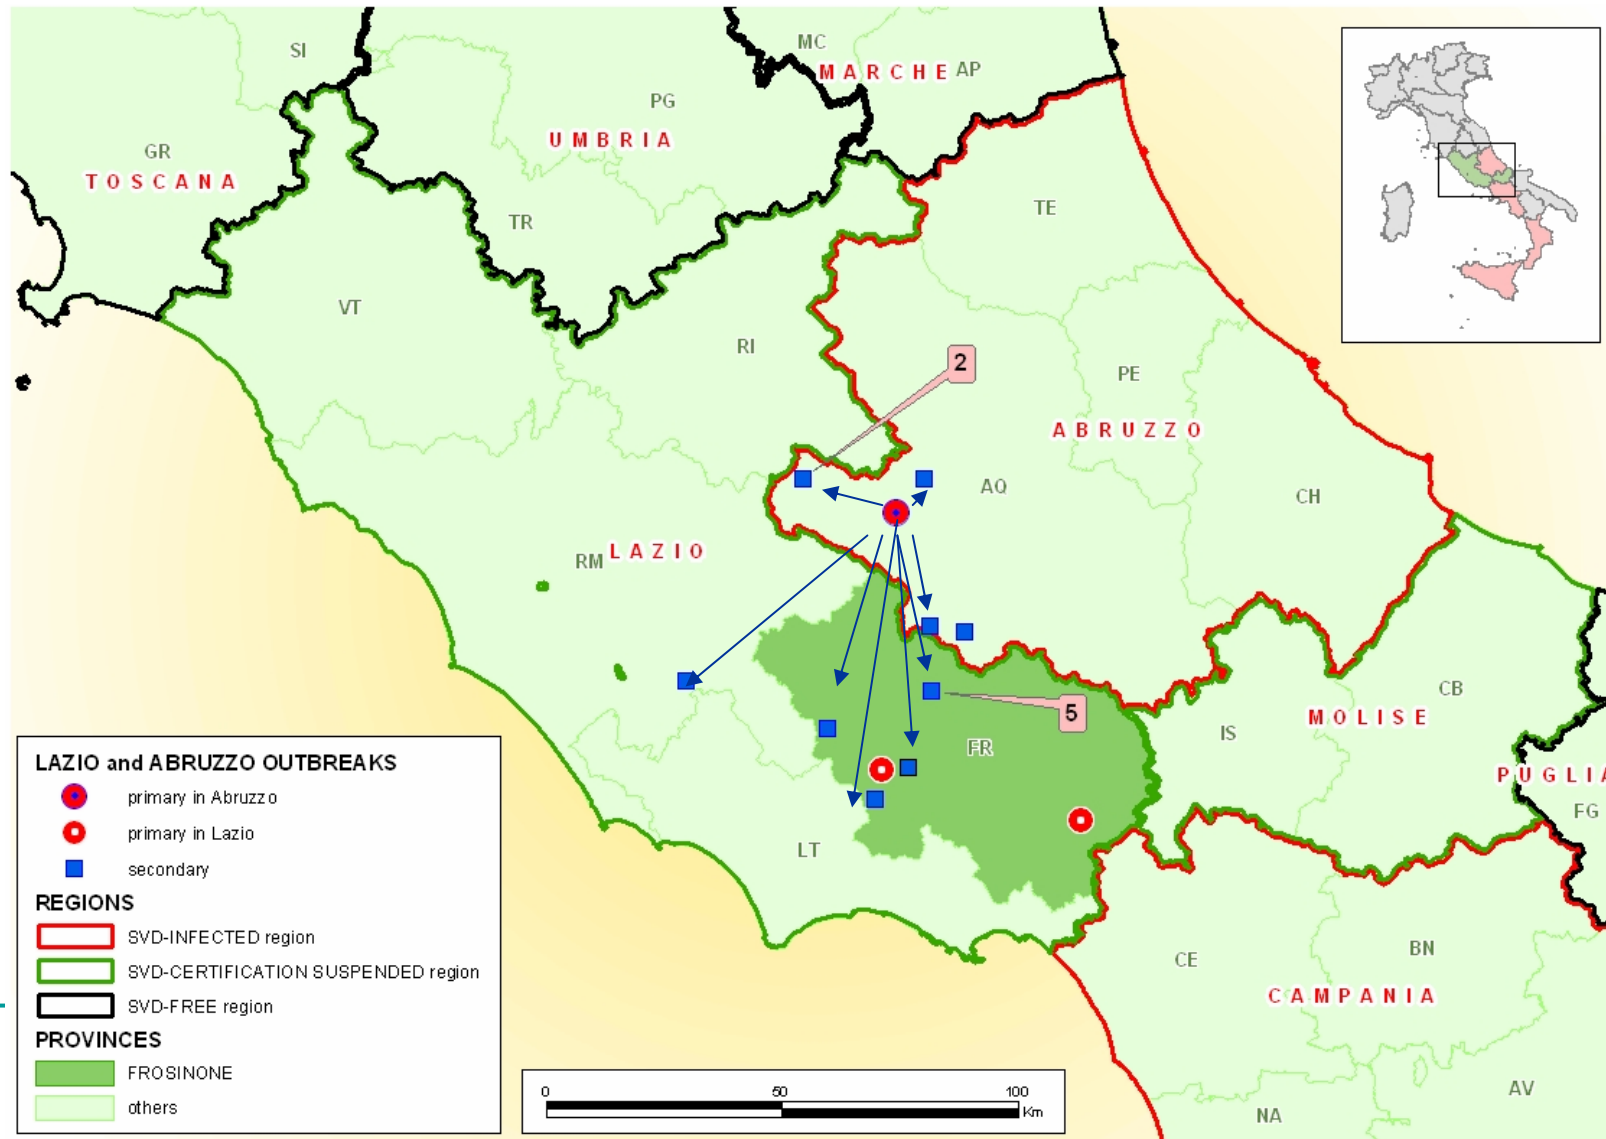 SI
MC
MARCHE
AP
PG
UMBRIA
GR
TOSCANA
TR
TE
VT
RI
2
PE
ABRUZZO
AQ
CH
RM
LAZIO
CB
5
MOLISE
IS
FR
PUGLIA
FG
LT
CE
BN
CAMPANIA
AV
NA
LAZIO and ABRUZZO OUTBREAKS
primary in Abruzzo
primary in Lazio
secondary
REGIONS
SVD-INFECTED region
SVD-CERTIFICATION SUSPENDED region
SVD-FREE region
PROVINCES
FROSINONE
others
0 50 100
Km